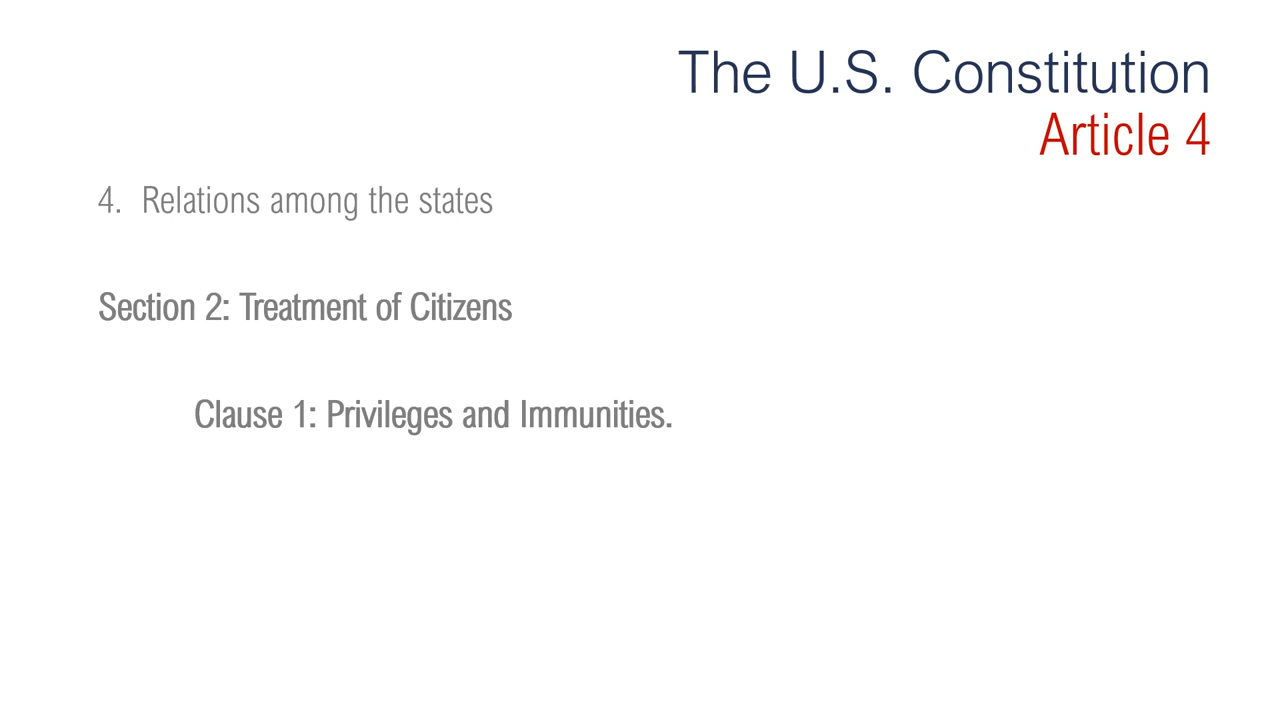 The U.S. Constitution
Article 4
4. Relations among the states
Section 2: Treatment of Citizens
Clause 1: Privileges and Immunities.